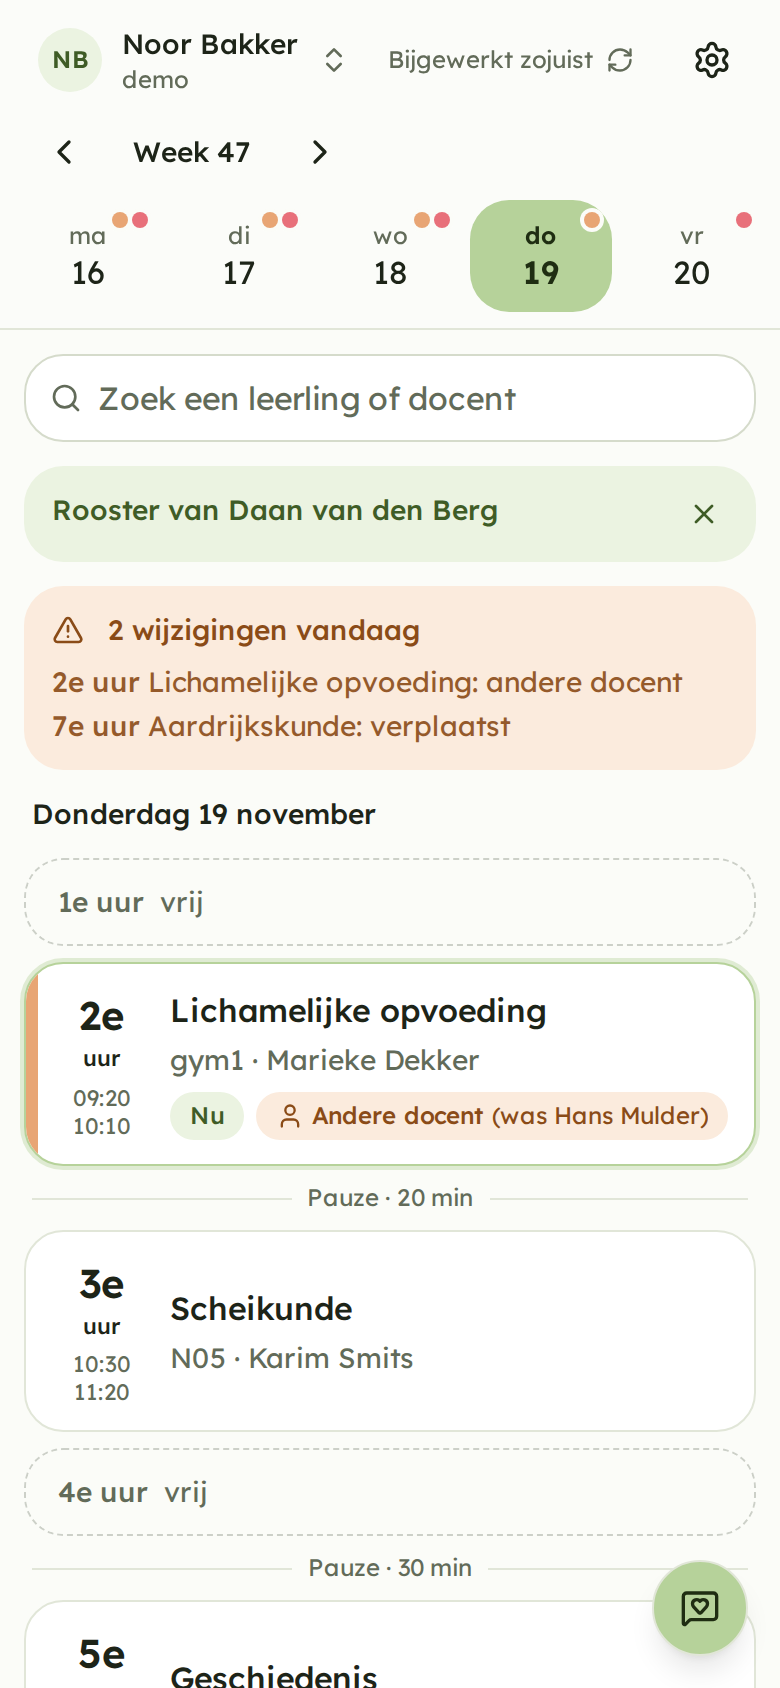 NB
Noor Bakker
demo
Bijgewerkt zojuist
Week 47
ma di wo do vr
16 17 18 19 20
Zoek een leerling of docent
Rooster van Daan van den Berg
2 wijzigingen vandaag
2e uur Lichamelijke opvoeding: andere docent
7e uur Aardrijkskunde: verplaatst
Donderdag 19 november
1e uur vrij
2e
uur
09:20
10:10
Lichamelijke opvoeding
gym1 · Marieke Dekker
Nu
Andere docent (was Hans Mulder)
Pauze · 20 min
3e
uur
10:30
11:20
Scheikunde
N05 · Karim Smits
4e uur vrij
Pauze · 30 min
5e
Geschiedenis